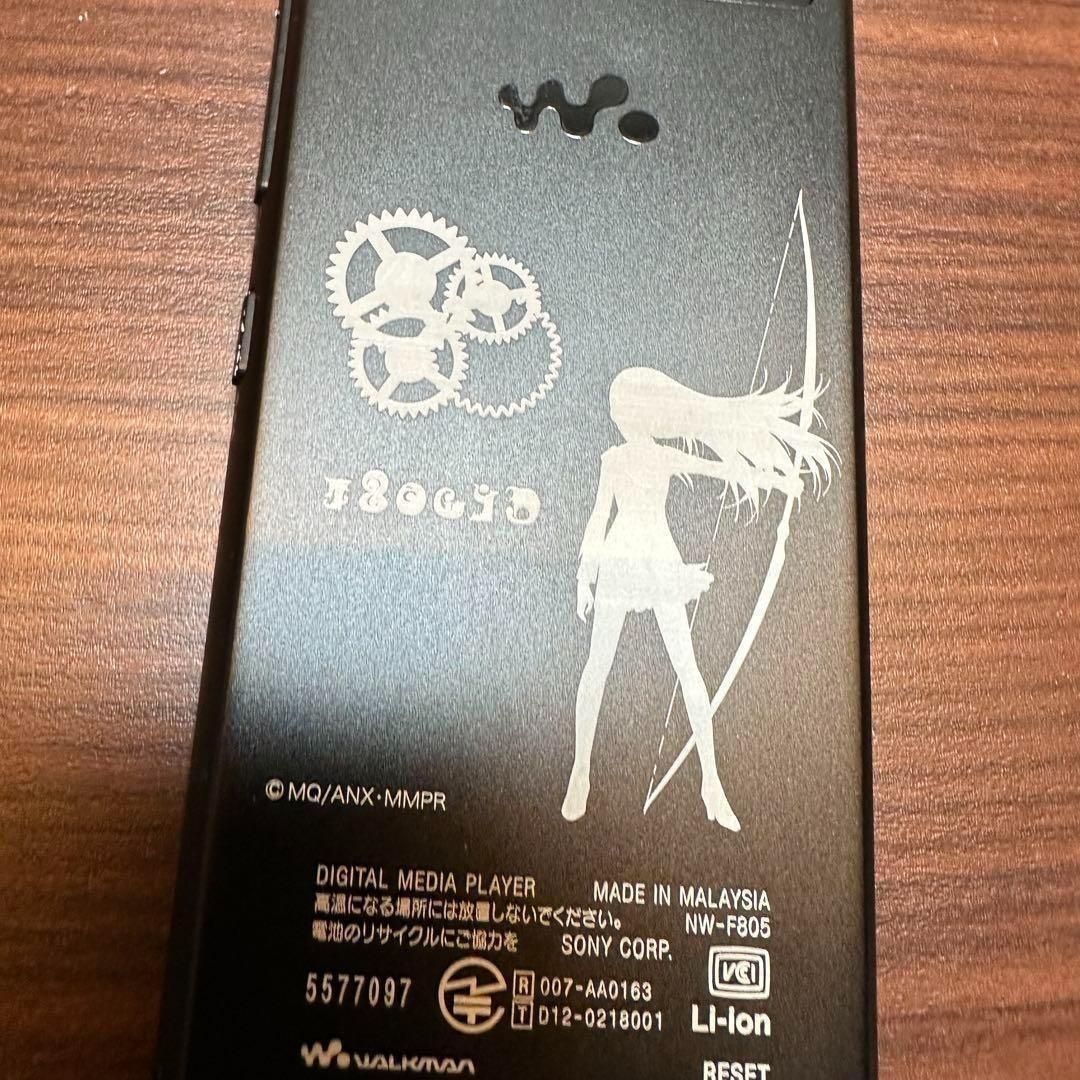 ©MQ/ANX・MMPR
DIGITAL MEDIA PLAYER MADE IN MALAYSIA
高温になる場所には放置しないでください。 NW-F805
電池のリサイクルにご協力を SONY CORP.
5577097 R 007-AA0163 VCCI
T D12-0218001 Li-ion
W. WALKMAN RESET